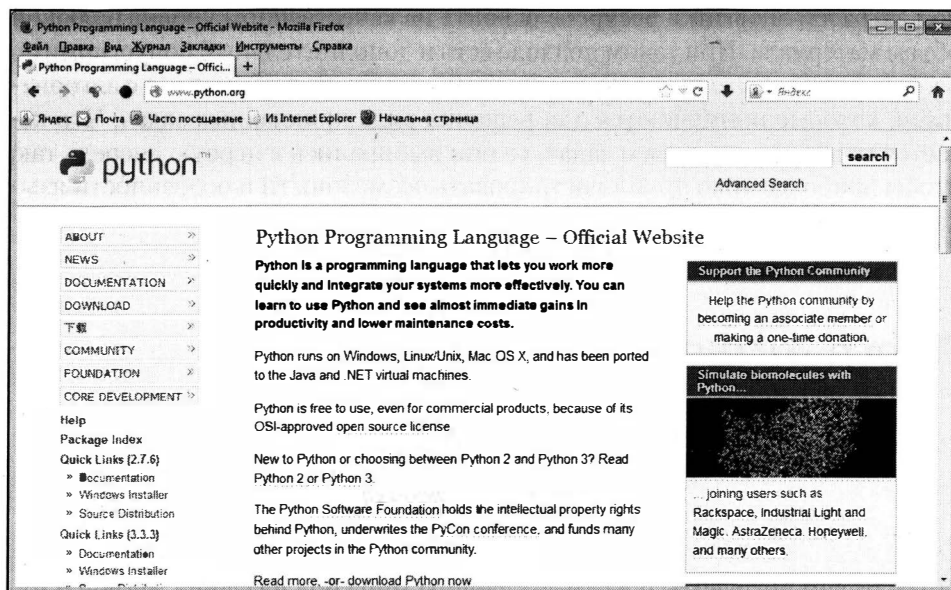 Python Programming Language – Official Website - Mozilla Firefox
Файл Правка Вид Журнал Закладки Инструменты Справка
Python Programming Language – Offici... +
www.python.org
Яндекс
Яндекс Почта Часто посещаемые Из Internet Explorer Начальная страница
python
search
Advanced Search
ABOUT »
NEWS »
DOCUMENTATION »
DOWNLOAD »
下载 »
COMMUNITY »
FOUNDATION »
CORE DEVELOPMENT »
Help
Package Index
Quick Links (2.7.6)
» Documentation
» Windows Installer
» Source Distribution
Quick Links (3.3.3)
» Documentation
» Windows Installer
Python Programming Language – Official Website
Python is a programming language that lets you work more
quickly and integrate your systems more effectively. You can
learn to use Python and see almost immediate gains in
productivity and lower maintenance costs.
Python runs on Windows, Linux/Unix, Mac OS X, and has been ported
to the Java and .NET virtual machines.
Python is free to use, even for commercial products, because of its
OSI-approved open source license
New to Python or choosing between Python 2 and Python 3? Read
Python 2 or Python 3.
The Python Software Foundation holds the intellectual property rights
behind Python, underwrites the PyCon conference, and funds many
other projects in the Python community.
Read more, -or- download Python now
Support the Python Community
Help the Python community by
becoming an associate member or
making a one-time donation.
Simulate biomolecules with
Python...
... joining users such as
Rackspace, Industrial Light and
Magic, AstraZeneca, Honeywell,
and many others.